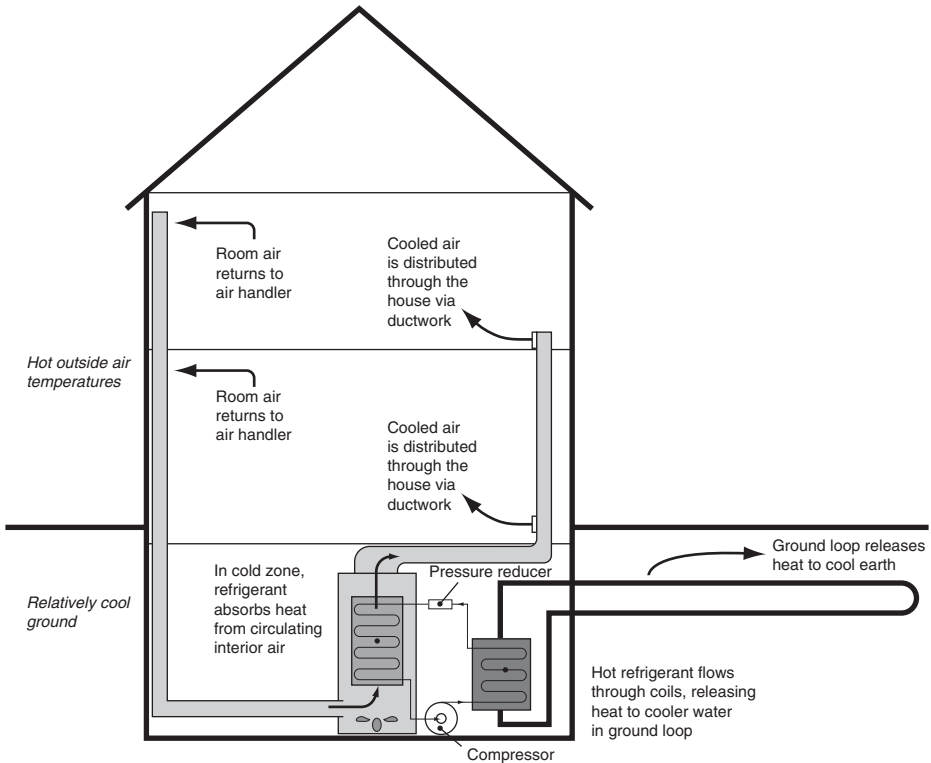 Room air
returns to
air handler
Cooled air
is distributed
through the
house via
ductwork
Hot outside air
temperatures
Room air
returns to
air handler
Cooled air
is distributed
through the
house via
ductwork
Ground loop releases
heat to cool earth
In cold zone,
refrigerant
absorbs heat
from circulating
interior air
Pressure reducer
Relatively cool
ground
Hot refrigerant flows
through coils, releasing
heat to cooler water
in ground loop
Compressor